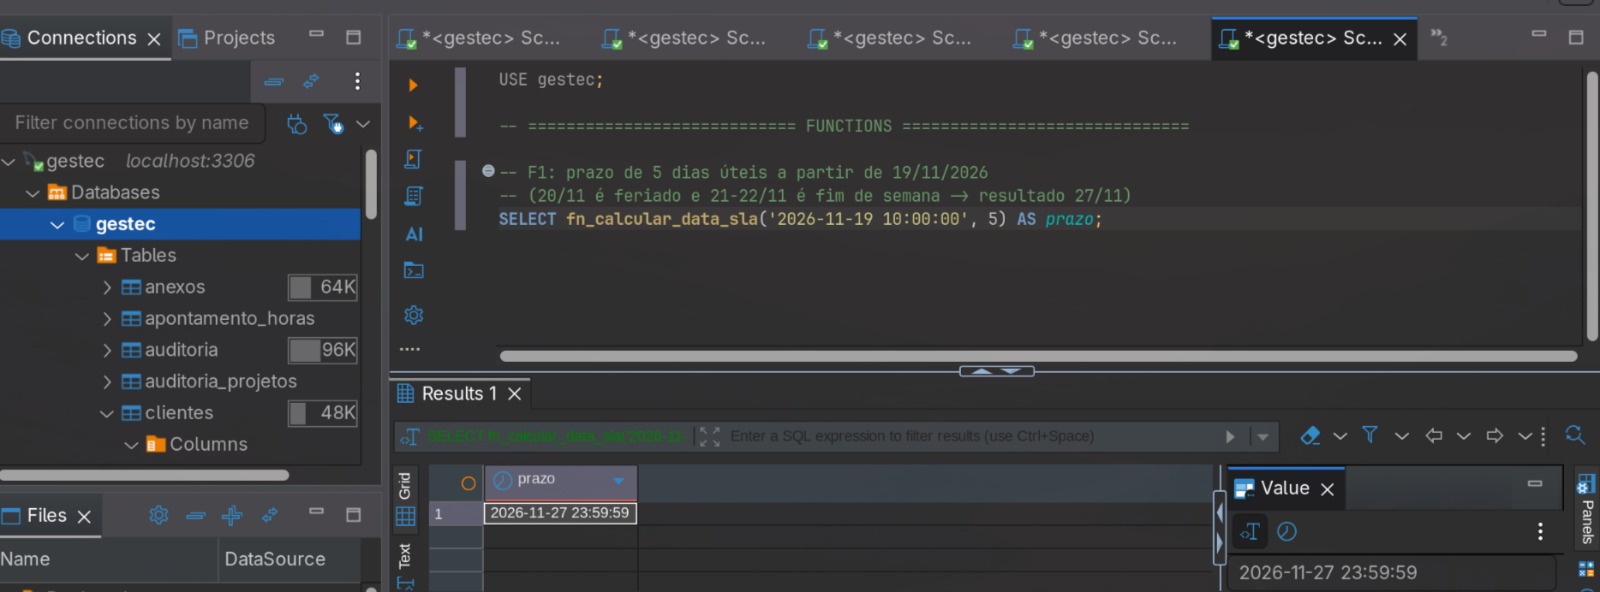 Connections
Projects
Filter connections by name
gestec localhost:3306
Databases
gestec
Tables
anexos 64K
apontamento_horas
auditoria 96K
auditoria_projetos
clientes 48K
Columns
Files
Name DataSource
*<gestec> Sc... *<gestec> Sc... *<gestec> Sc... *<gestec> Sc... *<gestec> Sc... »2
AI
USE gestec;
-- ============================ FUNCTIONS ==============================
-- F1: prazo de 5 dias úteis a partir de 19/11/2026
-- (20/11 é feriado e 21-22/11 é fim de semana → resultado 27/11)
SELECT fn_calcular_data_sla('2026-11-19 10:00:00', 5) AS prazo;
Results 1
SELECT fn_calcular_data_sla('2026-11- Enter a SQL expression to filter results (use Ctrl+Space)
Grid
Text
prazo
1 2026-11-27 23:59:59
Value
2026-11-27 23:59:59
Panels